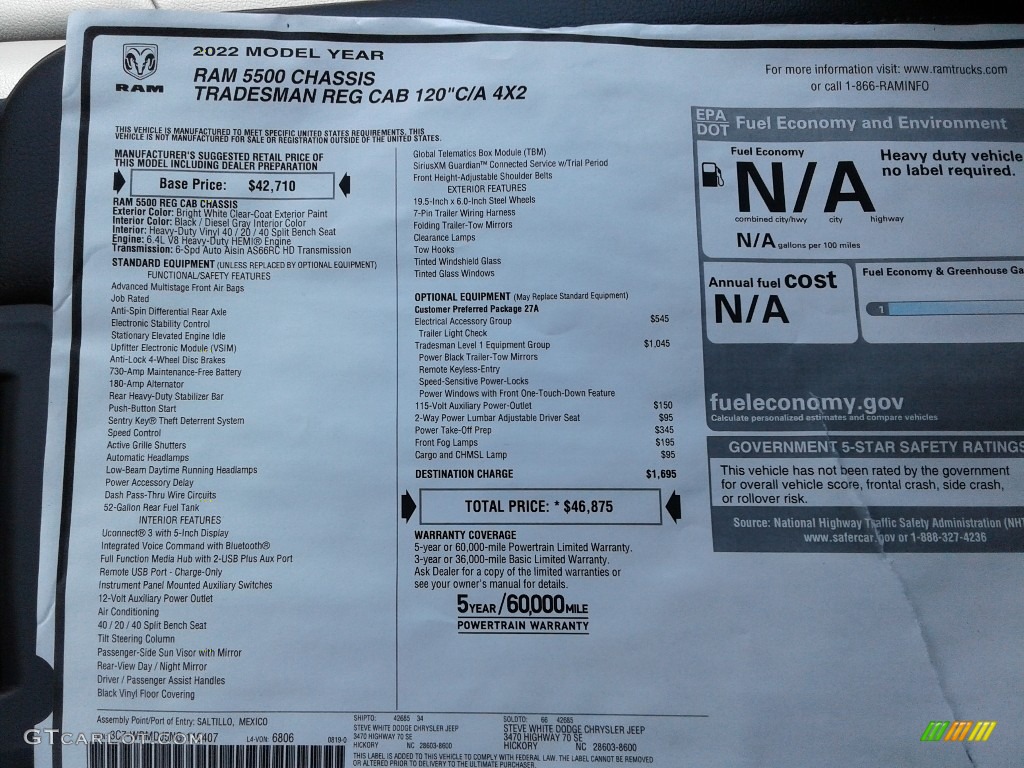 RAM
2022 MODEL YEAR
RAM 5500 CHASSIS
TRADESMAN REG CAB 120"C/A 4X2
For more information visit: www.ramtrucks.com
or call 1-866-RAMINFO
THIS VEHICLE IS MANUFACTURED TO MEET SPECIFIC UNITED STATES REQUIREMENTS. THIS
VEHICLE IS NOT MANUFACTURED FOR SALE OR REGISTRATION OUTSIDE OF THE UNITED STATES.
MANUFACTURER'S SUGGESTED RETAIL PRICE OF
THIS MODEL INCLUDING DEALER PREPARATION
Base Price: $42,710
RAM 5500 REG CAB CHASSIS
Exterior Color: Bright White Clear-Coat Exterior Paint
Interior Color: Black / Diesel Gray Interior Color
Interior: Heavy-Duty Vinyl 40 / 20 / 40 Split Bench Seat
Engine: 6.4L V8 Heavy-Duty HEMI® Engine
Transmission: 6-Spd Auto Aisin AS66RC HD Transmission
STANDARD EQUIPMENT (UNLESS REPLACED BY OPTIONAL EQUIPMENT)
FUNCTIONAL/SAFETY FEATURES
Advanced Multistage Front Air Bags
Job Rated
Anti-Spin Differential Rear Axle
Electronic Stability Control
Stationary Elevated Engine Idle
Upfitter Electronic Module (VSIM)
Anti-Lock 4-Wheel Disc Brakes
730-Amp Maintenance-Free Battery
180-Amp Alternator
Rear Heavy-Duty Stabilizer Bar
Push-Button Start
Sentry Key® Theft Deterrent System
Speed Control
Active Grille Shutters
Automatic Headlamps
Low-Beam Daytime Running Headlamps
Power Accessory Delay
Dash Pass-Thru Wire Circuits
52-Gallon Rear Fuel Tank
INTERIOR FEATURES
Uconnect® 3 with 5-Inch Display
Integrated Voice Command with Bluetooth®
Full Function Media Hub with 2-USB Plus Aux Port
Remote USB Port - Charge-Only
Instrument Panel Mounted Auxiliary Switches
12-Volt Auxiliary Power Outlet
Air Conditioning
40 / 20 / 40 Split Bench Seat
Tilt Steering Column
Passenger-Side Sun Visor with Mirror
Rear-View Day / Night Mirror
Driver / Passenger Assist Handles
Black Vinyl Floor Covering
Global Telematics Box Module (TBM)
SiriusXM Guardian™ Connected Service w/Trial Period
Front Height-Adjustable Shoulder Belts
EXTERIOR FEATURES
19.5-Inch x 6.0-Inch Steel Wheels
7-Pin Trailer Wiring Harness
Folding Trailer-Tow Mirrors
Clearance Lamps
Tow Hooks
Tinted Windshield Glass
Tinted Glass Windows
OPTIONAL EQUIPMENT (May Replace Standard Equipment)
Customer Preferred Package 27A
Electrical Accessory Group $545
Trailer Light Check
Tradesman Level 1 Equipment Group $1,045
Power Black Trailer-Tow Mirrors
Remote Keyless-Entry
Speed-Sensitive Power-Locks
Power Windows with Front One-Touch-Down Feature
115-Volt Auxiliary Power-Outlet $150
2-Way Power Lumbar Adjustable Driver Seat $95
Power Take-Off Prep $345
Front Fog Lamps $195
Cargo and CHMSL Lamp $95
DESTINATION CHARGE $1,695
TOTAL PRICE: * $46,875
WARRANTY COVERAGE
5-year or 60,000-mile Powertrain Limited Warranty.
3-year or 36,000-mile Basic Limited Warranty.
Ask Dealer for a copy of the limited warranties or
see your owner's manual for details.
5YEAR/60,000MILE
POWERTRAIN WARRANTY
EPA
DOT
Fuel Economy and Environment
Fuel Economy
N/A
combined city/hwy city highway
N/A gallons per 100 miles
Heavy duty vehicle
no label required.
Annual fuel cost
N/A
Fuel Economy & Greenhouse Ga
1
fueleconomy.gov
Calculate personalized estimates and compare vehicles
GOVERNMENT 5-STAR SAFETY RATINGS
This vehicle has not been rated by the government
for overall vehicle score, frontal crash, side crash,
or rollover risk.
Source: National Highway Traffic Safety Administration (NHT
www.safercar.gov or 1-888-327-4236
Assembly Point/Port of Entry: SALTILLO, MEXICO
L4-VON: 6806
0819-0
SHIPTO: 42685 34
STEVE WHITE DODGE CHRYSLER JEEP
3470 HIGHWAY 70 SE
HICKORY NC 28603-8600
SOLDTO: 66 42685
STEVE WHITE DODGE CHRYSLER JEEP
3470 HIGHWAY 70 SE
HICKORY NC 28603-8600
THIS LABEL IS ADDED TO THIS VEHICLE TO COMPLY WITH FEDERAL LAW. THE LABEL CANNOT BE REMOVED
OR ALTERED PRIOR TO DELIVERY TO THE ULTIMATE PURCHASER.
GTcarlot.com